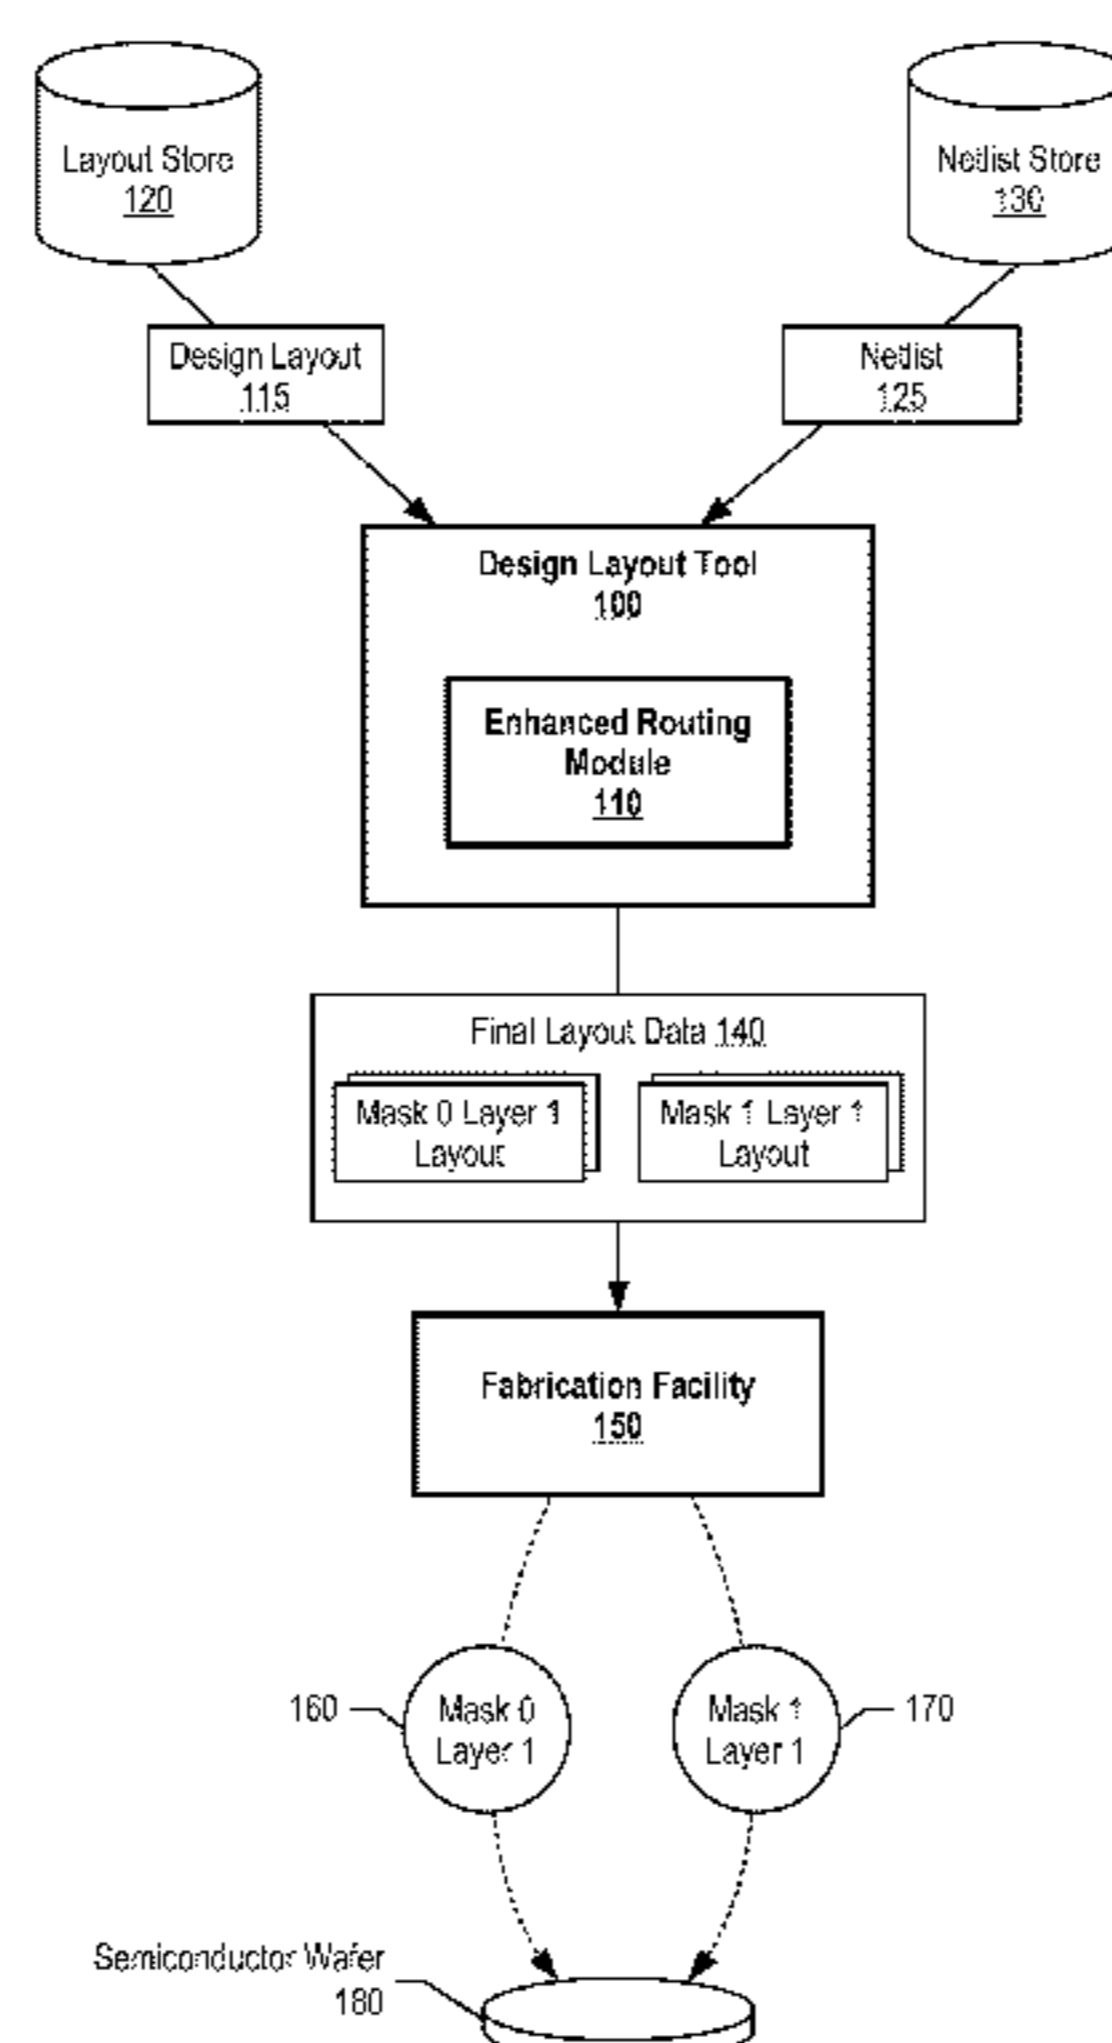 Layout Store
120
Netlist Store
130
Design Layout
115
Netlist
125
Design Layout Tool
100
Enhanced Routing
Module
110
Final Layout Data 140
Mask 0 Layer 1
Layout
Mask 1 Layer 1
Layout
Fabrication Facility
150
160
Mask 0
Layer 1
Mask 1
Layer 1
170
Semiconductor Wafer
180